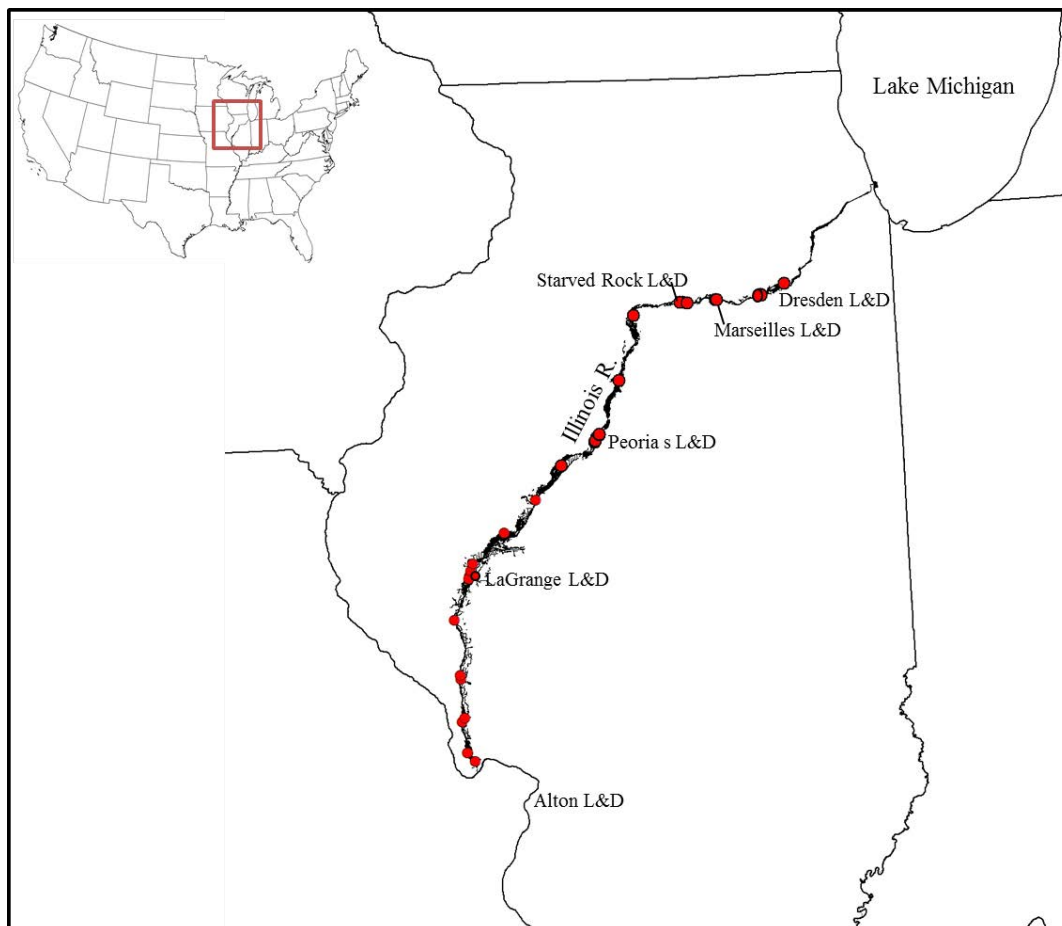 Lake Michigan
Starved Rock L&D
Dresden L&D
Marseilles L&D
Illinois R.
Peoria s L&D
LaGrange L&D
Alton L&D